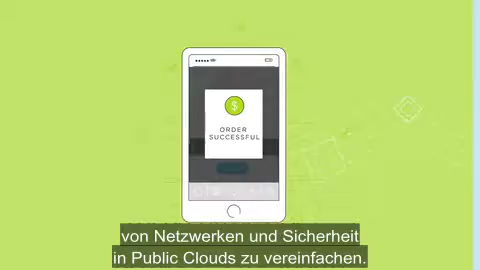 $
ORDER
SUCCESSFUL
von Netzwerken und Sicherheit
in Public Clouds zu vereinfachen.